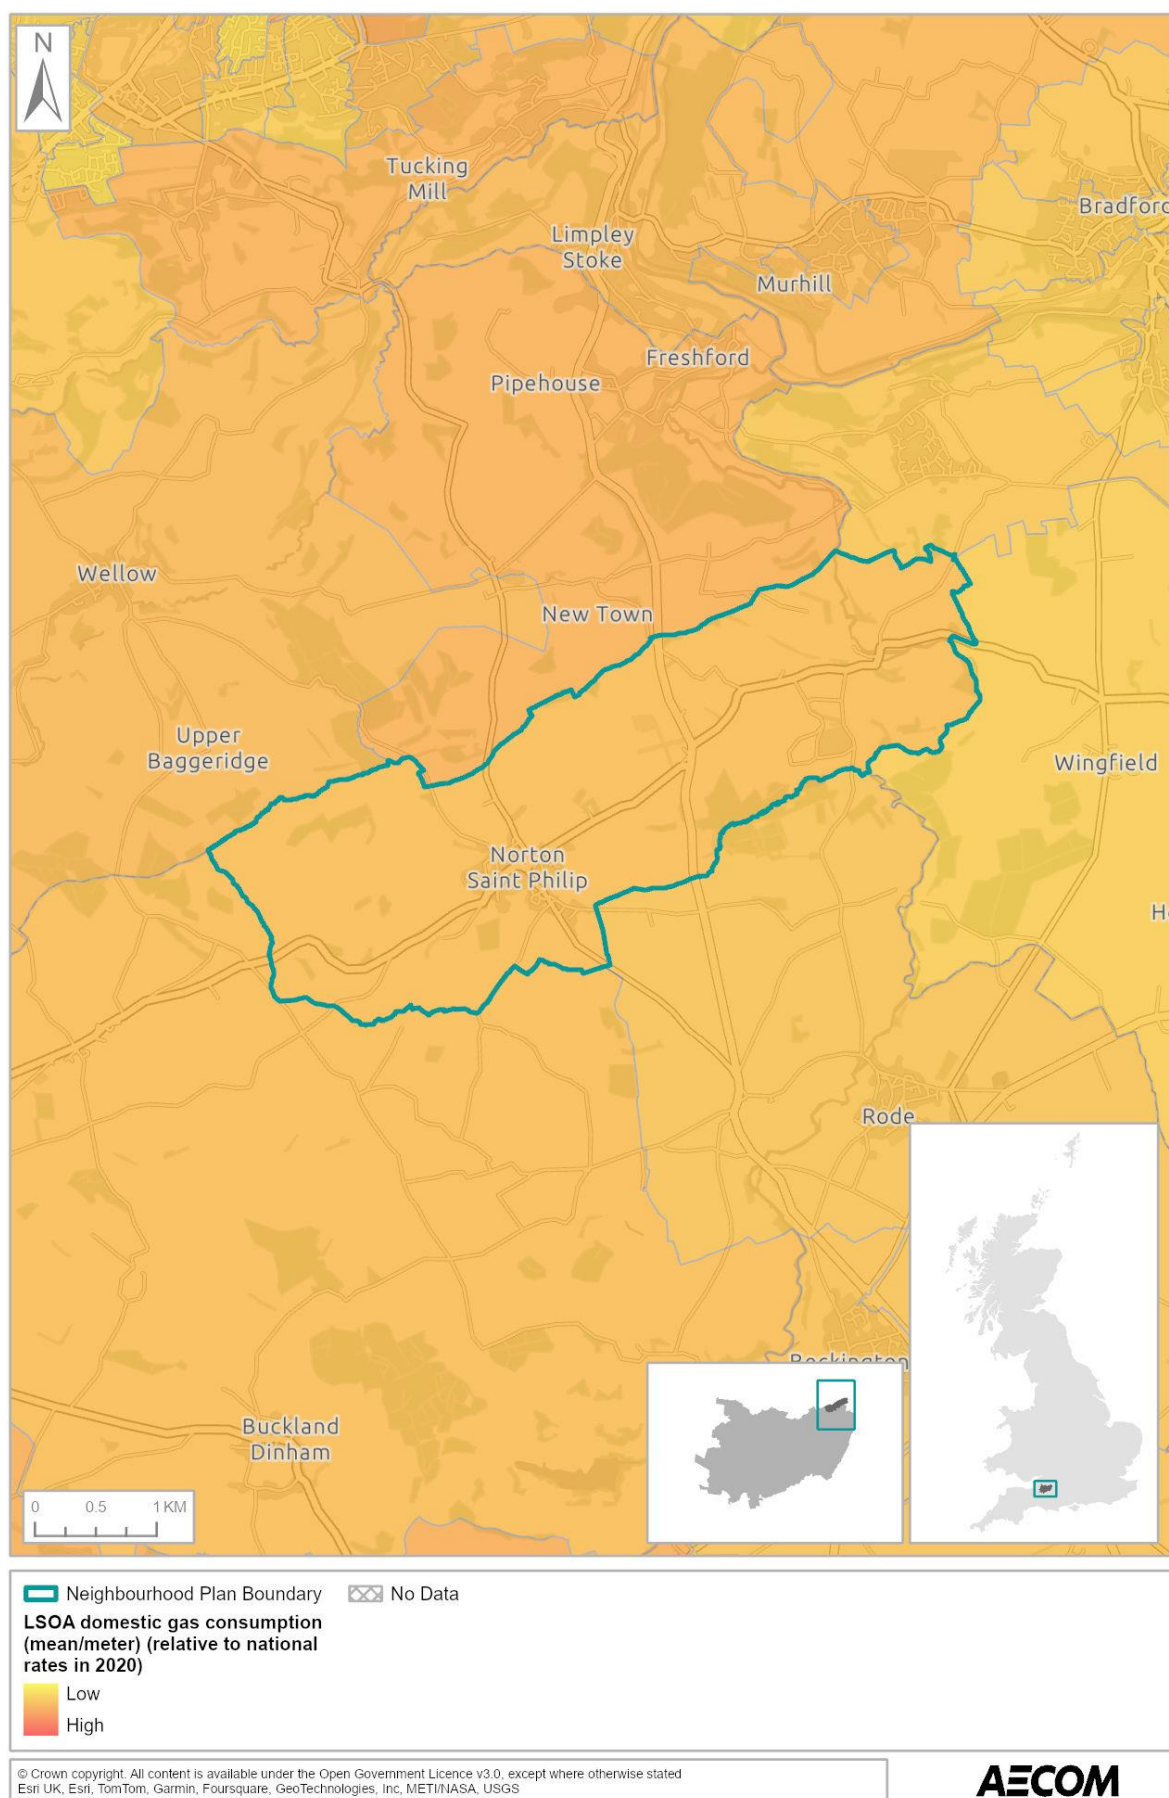 N
Tucking
Mill
Limpley
Stoke
Bradford
Murhill
Freshford
Pipehouse
Wellow
New Town
Upper
Baggeridge
Wingfield
Norton
Saint Philip
Rode
Beckington
Buckland
Dinham
0 0.5 1 KM
Neighbourhood Plan Boundary No Data
LSOA domestic gas consumption
(mean/meter) (relative to national
rates in 2020)
Low
High
© Crown copyright. All content is available under the Open Government Licence v3.0, except where otherwise stated
Esri UK, Esri, TomTom, Garmin, Foursquare, GeoTechnologies, Inc, METI/NASA, USGS
AECOM